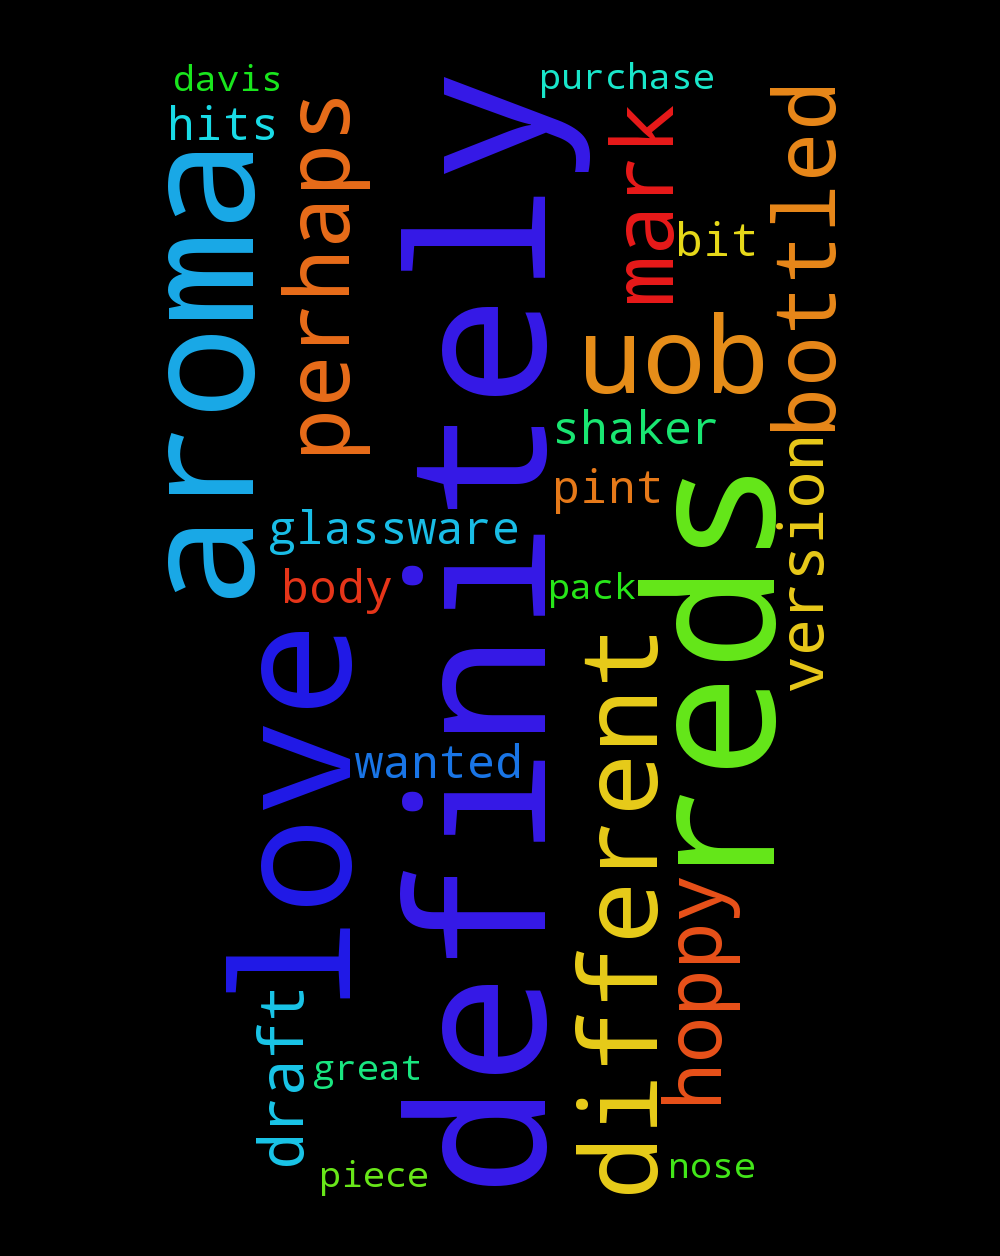 davis
purchase
hits
aroma
perhaps
definitely
mark
bottled
bit
uob
shaker
pint
reds
version
glassware
body
pack
love
different
wanted
hoppy
draft
great
piece
nose